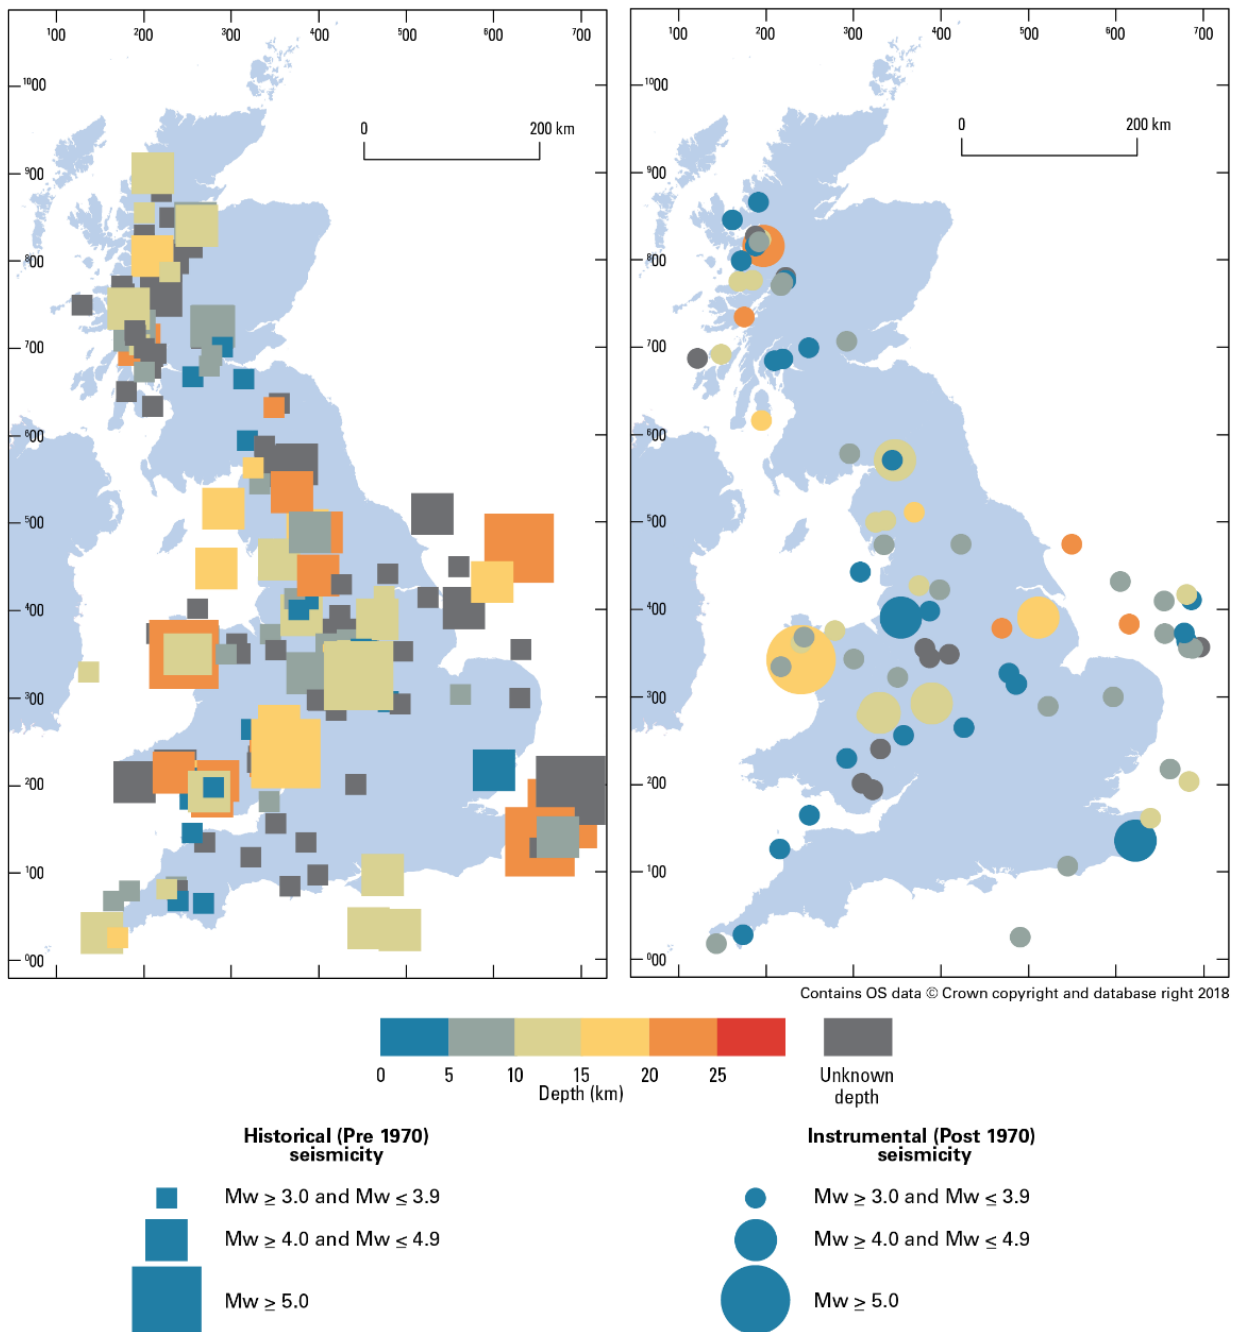 100 200 300 400 500 600 700
1000
900
800
700
600
500
400
300
200
100
000
0 200 km
100 200 300 400 500 600 700
1000
900
800
700
600
500
400
300
200
100
000
0 200 km
Contains OS data © Crown copyright and database right 2018
0 5 10 15 20 25
Depth (km)
Unknown
depth
Historical (Pre 1970)
seismicity
Mw ≥ 3.0 and Mw ≤ 3.9
Mw ≥ 4.0 and Mw ≤ 4.9
Mw ≥ 5.0
Instrumental (Post 1970)
seismicity
Mw ≥ 3.0 and Mw ≤ 3.9
Mw ≥ 4.0 and Mw ≤ 4.9
Mw ≥ 5.0